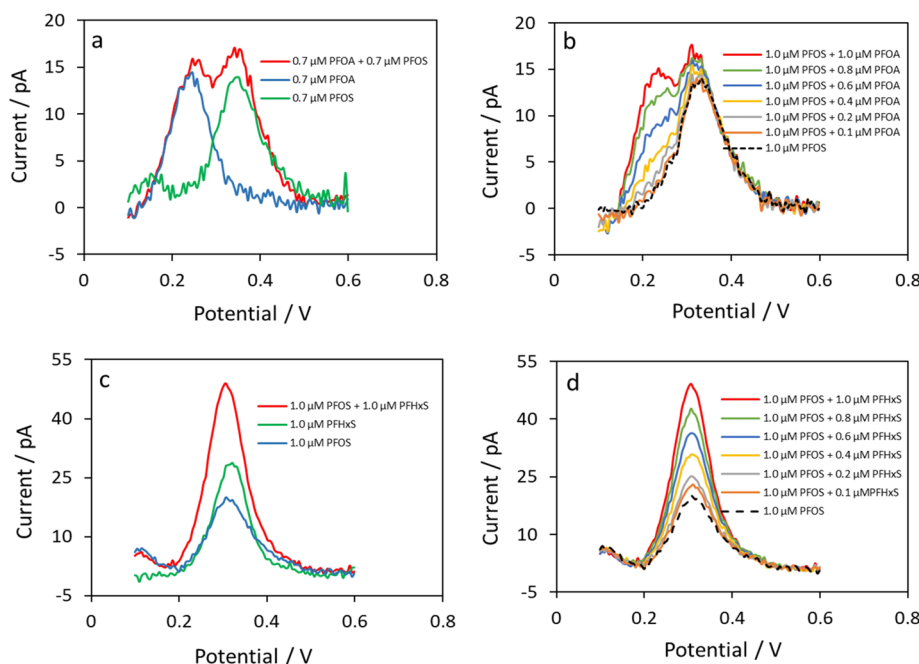 a
Current / pA
20
15
10
5
0
-5
0
0.2
0.4
0.6
0.8
Potential / V
0.7 µM PFOA + 0.7 µM PFOS
0.7 µM PFOA
0.7 µM PFOS
b
Current / pA
20
15
10
5
0
-5
0
0.2
0.4
0.6
0.8
Potential / V
1.0 µM PFOS + 1.0 µM PFOA
1.0 µM PFOS + 0.8 µM PFOA
1.0 µM PFOS + 0.6 µM PFOA
1.0 µM PFOS + 0.4 µM PFOA
1.0 µM PFOS + 0.2 µM PFOA
1.0 µM PFOS + 0.1 µM PFOA
1.0 µM PFOS
c
Current / pA
55
40
25
10
-5
0
0.2
0.4
0.6
0.8
Potential / V
1.0 µM PFOS + 1.0 µM PFHxS
1.0 µM PFHxS
1.0 µM PFOS
d
Current / pA
55
40
25
10
-5
0
0.2
0.4
0.6
0.8
Potential / V
1.0 µM PFOS + 1.0 µM PFHxS
1.0 µM PFOS + 0.8 µM PFHxS
1.0 µM PFOS + 0.6 µM PFHxS
1.0 µM PFOS + 0.4 µM PFHxS
1.0 µM PFOS + 0.2 µM PFHxS
1.0 µM PFOS + 0.1 µMPFHxS
1.0 µM PFOS